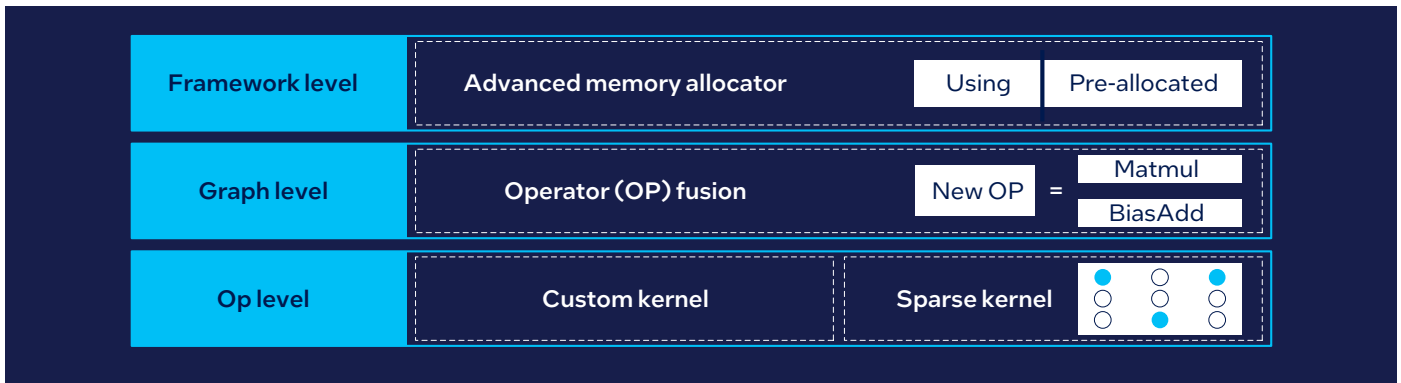 Framework level
Advanced memory allocator
Using
Pre-allocated
Graph level
Operator (OP) fusion
New OP
=
Matmul
BiasAdd
Op level
Custom kernel
Sparse kernel